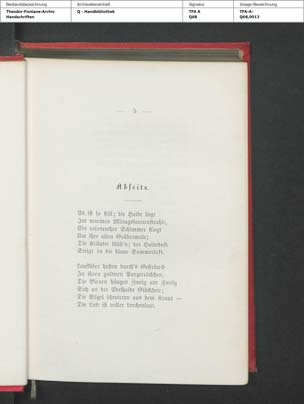 Bestandsbezeichnung
Archivalieneinheit
Signatur
Image-Bezeichnung
Theodor-Fontane-Archiv
Handschriften
Q - Handbibliothek
TFA A
Q68
TFA-A-
Q68,0013
— 5 —
Abseits.
Es ist so still; die Haide liegt
Im warmen Mittagssonnenstrahle,
Ein rosenrother Schimmer fliegt
Um ihre alten Gräbermale;
Die Kräuter blüh'n; der Haideduft
Steigt in die blaue Sommerluft.
Laufkäfer hasten durch's Gesträuch
In ihren goldnen Panzerröckchen,
Die Bienen hängen Zweig um Zweig
Sich an der Edelhaide Glöckchen;
Die Vögel schwirren aus dem Kraut —
Die Luft ist voller Lerchenlaut.